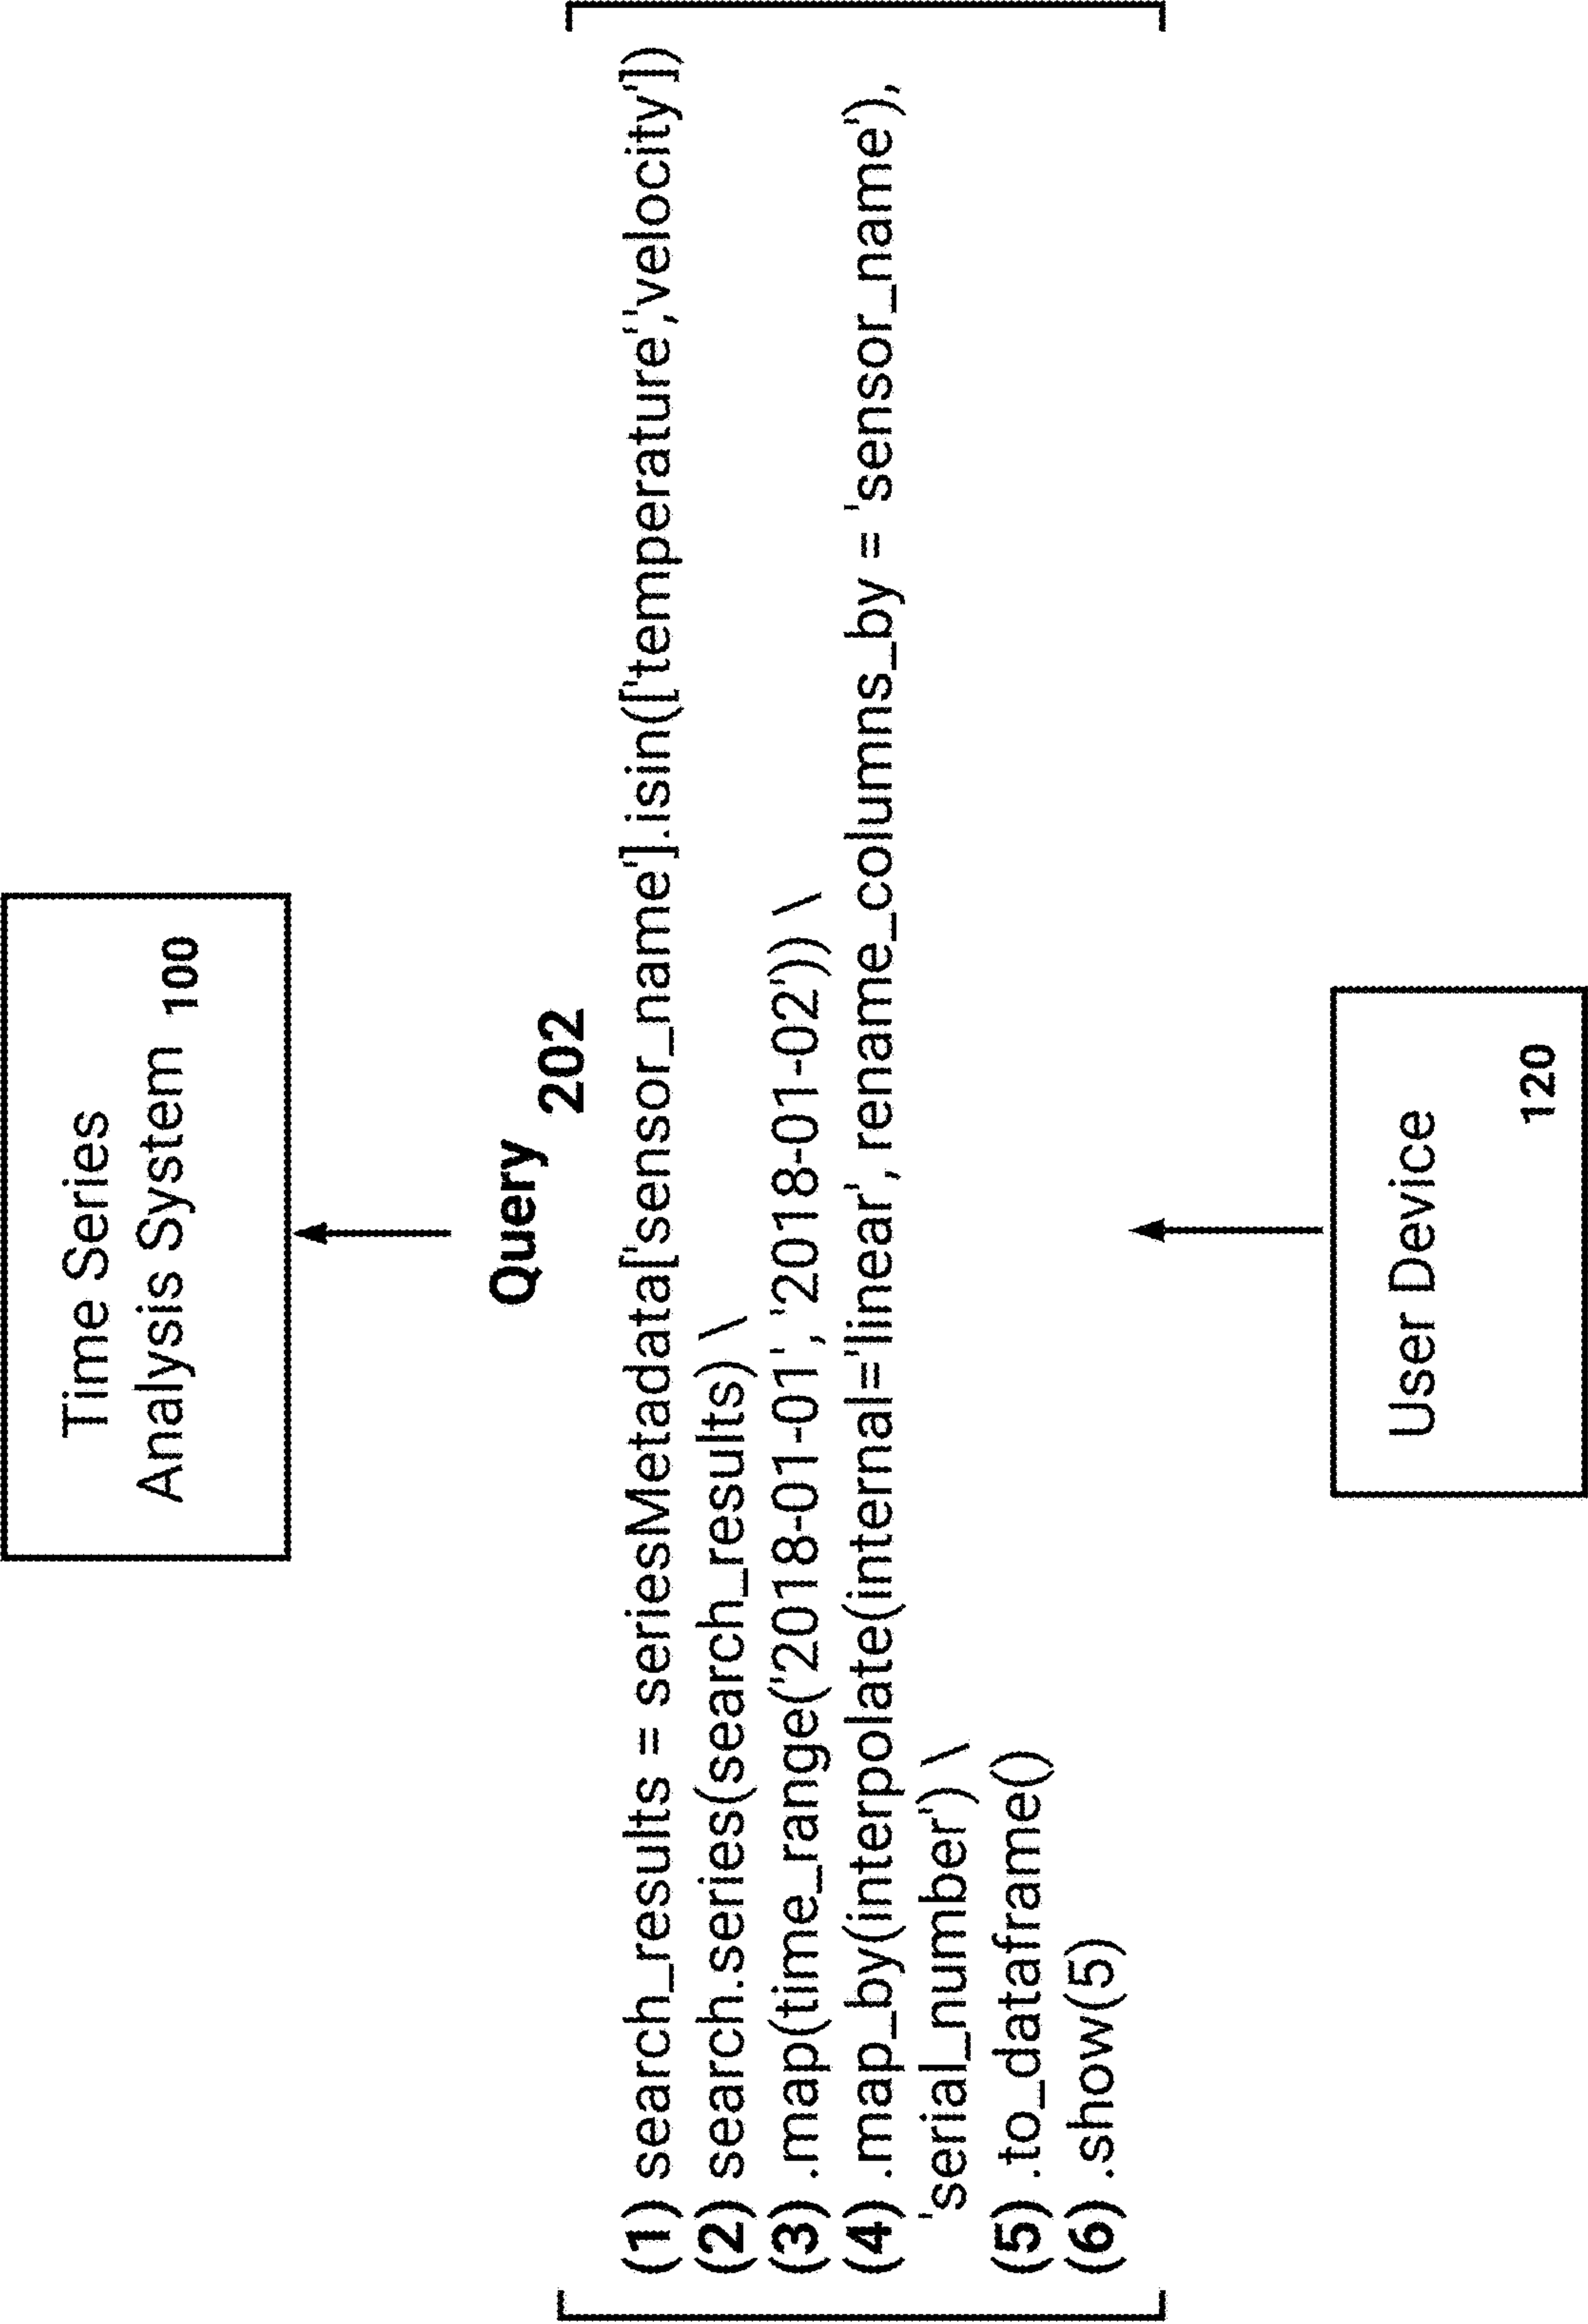 Time Series
Analysis System 100
Query 202
(1) search_results = seriesMetadata['sensor_name'].isin(['temperature','velocity'])
(2) search.series(search_results) \
(3) .map(time_range('2018-01-01', '2018-01-02')) \
(4) .map_by(interpolate(internal='linear', rename_columns_by = 'sensor_name'),
'serial_number') \
(5) .to_dataframe()
(6) .show(5)
User Device
120